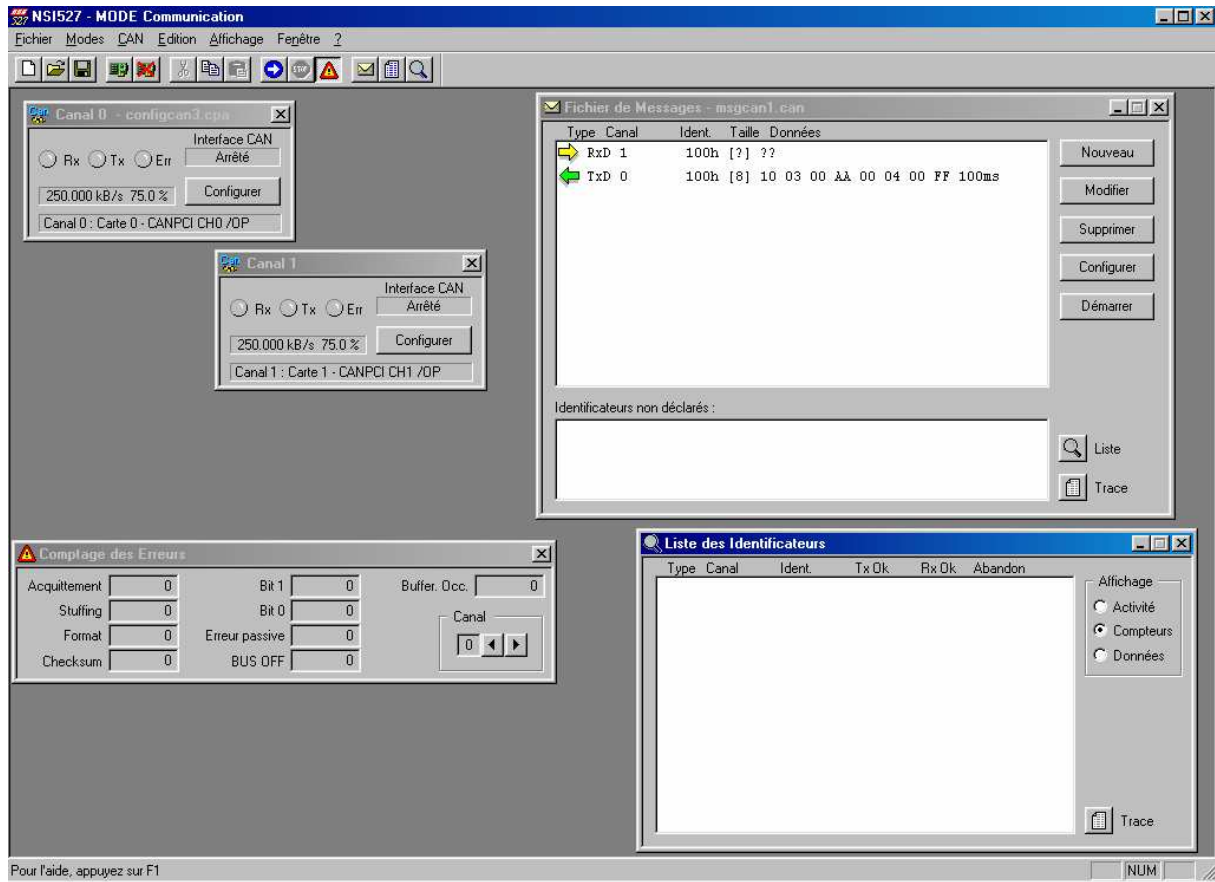 NSI527 - MODE Communication
Fichier Modes CAN Edition Affichage Fenêtre ?
STOP
Canal 0 - configcan3.cpa
Interface CAN
Rx Tx Err Arrêté
250.000 kB/s 75.0 % Configurer
Canal 0 : Carte 0 - CANPCI CH0 /OP
Canal 1
Interface CAN
Rx Tx Err Arrêté
250.000 kB/s 75.0 % Configurer
Canal 1 : Carte 1 - CANPCI CH1 /OP
Fichier de Messages - msgcan1.can
Type Canal Ident. Taille Données
RxD 1 100h [?] ??
TxD 0 100h [8] 10 03 00 AA 00 04 00 FF 100ms
Nouveau
Modifier
Supprimer
Configurer
Démarrer
Identificateurs non déclarés :
Liste
Trace
Comptage des Erreurs
Acquittement 0 Bit 1 0 Buffer. Occ. 0
Stuffing 0 Bit 0 0 Canal
Format 0 Erreur passive 0 0
Checksum 0 BUS OFF 0
Liste des Identificateurs
Type Canal Ident. Tx Ok Rx Ok Abandon
Affichage
Activité
Compteurs
Données
Trace
Pour l'aide, appuyez sur F1 NUM